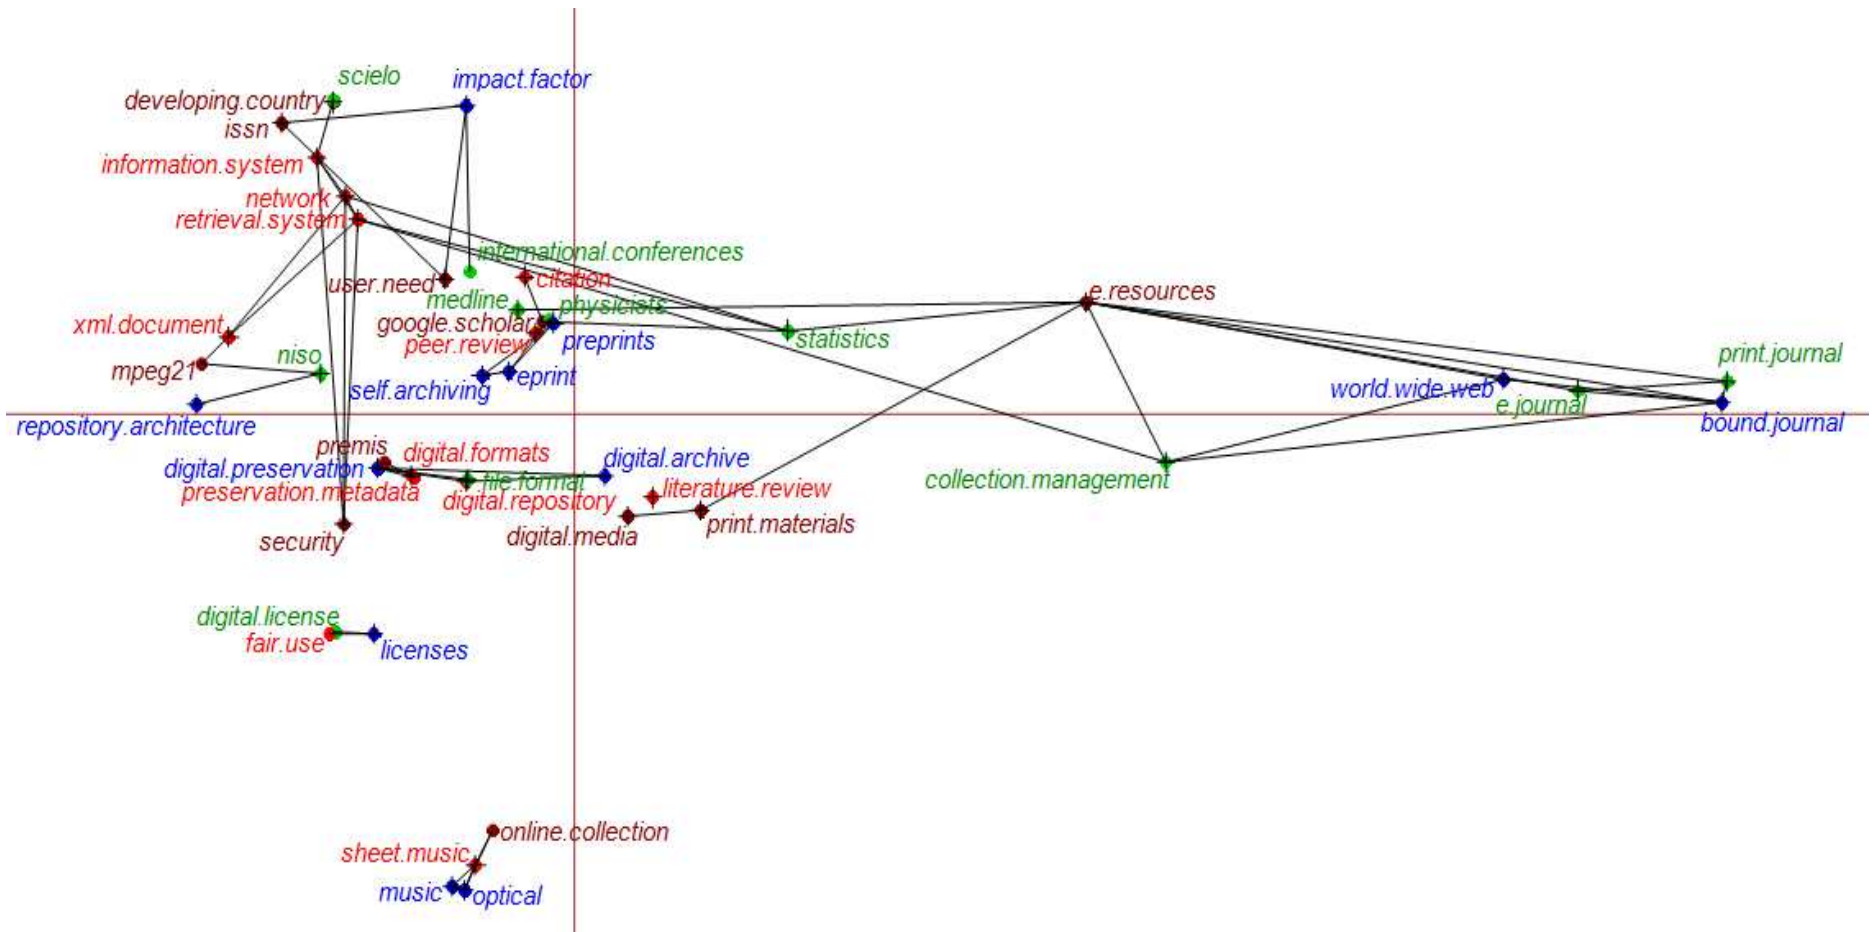 scielo
impact.factor
developing.country
issn
information.system
network
retrieval.system
international.conferences
user.need
citation
medline
physicists
e.resources
xml.document
google.scholar
peer.review
preprints
statistics
niso
mpeg21
print.journal
self.archiving
eprint
world.wide.web
e.journal
repository.architecture
bound.journal
premis
digital.formats
digital.preservation
digital.archive
preservation.metadata
file.format
digital.repository
literature.review
collection.management
print.materials
security
digital.media
digital.license
fair.use
licenses
online.collection
sheet.music
music
optical